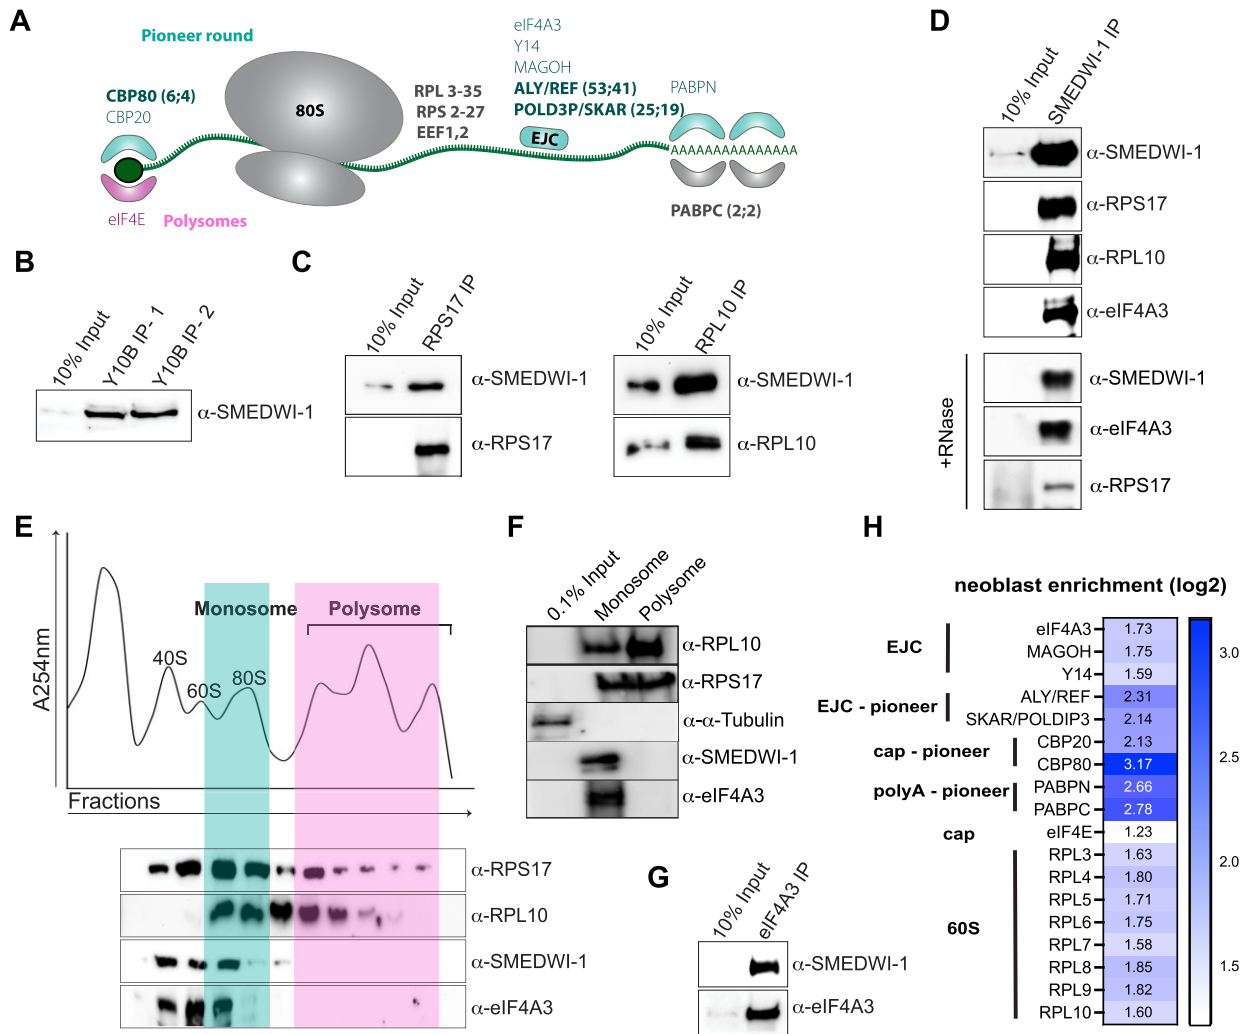 A
Pioneer round
CBP80 (6;4)
CBP20
80S
RPL 3-35
RPS 2-27
EEF1,2
eIF4A3
Y14
MAGOH
ALY/REF (53;41)
POLD3P/SKAR (25;19)
EJC
PABPN
AAAAAAAAAAAAAAA
PABPC (2;2)
eIF4E
Polysomes
B
10% Input
Y10B IP- 1
Y10B IP- 2
α-SMEDWI-1
C
10% Input
RPS17 IP
α-SMEDWI-1
α-RPS17
10% Input
RPL10 IP
α-SMEDWI-1
α-RPL10
D
10% Input
SMEDWI-1 IP
α-SMEDWI-1
α-RPS17
α-RPL10
α-eIF4A3
+RNase
α-SMEDWI-1
α-eIF4A3
α-RPS17
E
A254nm
40S
60S
80S
Monosome
Polysome
Fractions
α-RPS17
α-RPL10
α-SMEDWI-1
α-eIF4A3
F
0.1% Input
Monosome
Polysome
α-RPL10
α-RPS17
α-α-Tubulin
α-SMEDWI-1
α-eIF4A3
G
10% Input
eIF4A3 IP
α-SMEDWI-1
α-eIF4A3
H
neoblast enrichment (log2)
EJC
eIF4A3 1.73
MAGOH 1.75
Y14 1.59
EJC - pioneer
ALY/REF 2.31
SKAR/POLDIP3 2.14
cap - pioneer
CBP20 2.13
CBP80 3.17
polyA - pioneer
PABPN 2.66
PABPC 2.78
cap
eIF4E 1.23
60S
RPL3 1.63
RPL4 1.80
RPL5 1.71
RPL6 1.75
RPL7 1.58
RPL8 1.85
RPL9 1.82
RPL10 1.60
3.0
2.5
2.0
1.5